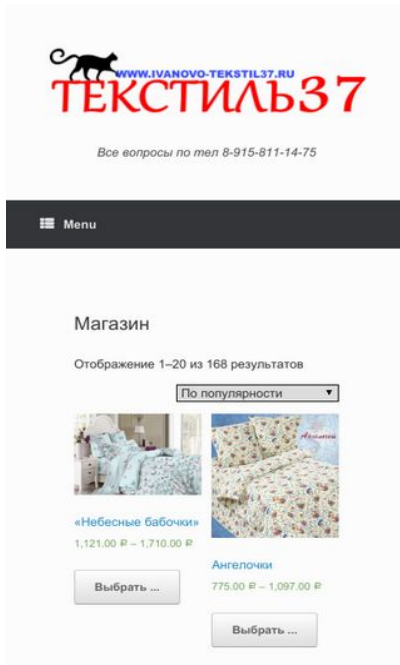 WWW.IVANOVO-TEKSTIL37.RU
ТЕКСТИЛЬ37
Все вопросы по тел 8-915-811-14-75
Menu
Магазин
Отображение 1–20 из 168 результатов
По популярности
Ангелочки
«Небесные бабочки»
1,121.00 ₽ – 1,710.00 ₽
Выбрать ...
Ангелочки
775.00 ₽ – 1,097.00 ₽
Выбрать ...